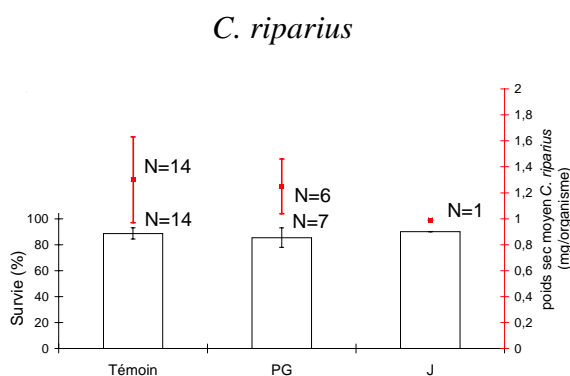 C. riparius
2
1,8
1,6
1,4
1,2
1
0,8
0,6
0,4
0,2
0
poids sec moyen C. riparius
(mg/organisme)
N=14
N=14
N=6
N=7
N=1
100
80
60
40
20
0
Survie (%)
Témoin
PG
J